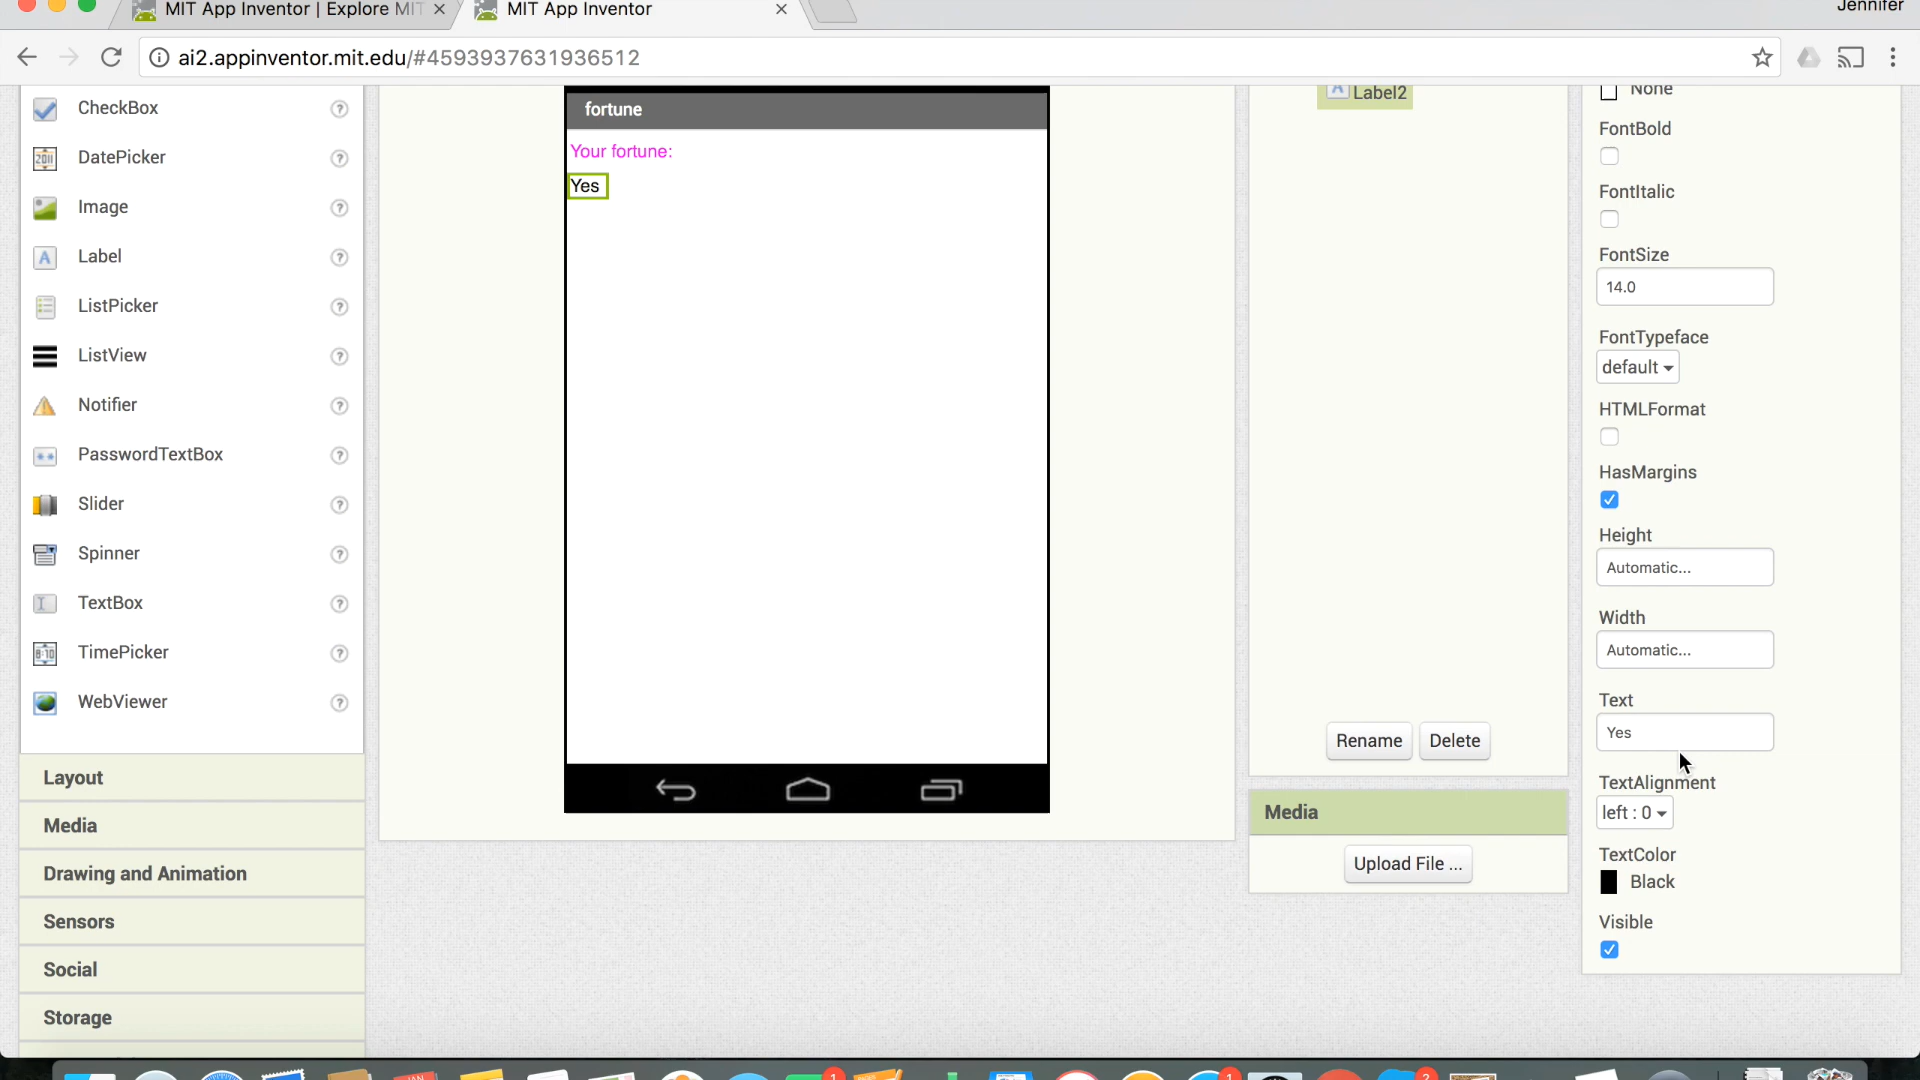 MIT App Inventor | Explore MIT
MIT App Inventor
Jennifer
ai2.appinventor.mit.edu/#4593937631936512
CheckBox
DatePicker
Image
Label
ListPicker
ListView
Notifier
PasswordTextBox
Slider
Spinner
TextBox
TimePicker
WebViewer
Layout
Media
Drawing and Animation
Sensors
Social
Storage
fortune
Your fortune:
Yes
Label2
Rename
Delete
Media
Upload File ...
None
FontBold
FontItalic
FontSize
14.0
FontTypeface
default
HTMLFormat
HasMargins
Height
Automatic...
Width
Automatic...
Text
Yes
TextAlignment
left : 0
TextColor
Black
Visible